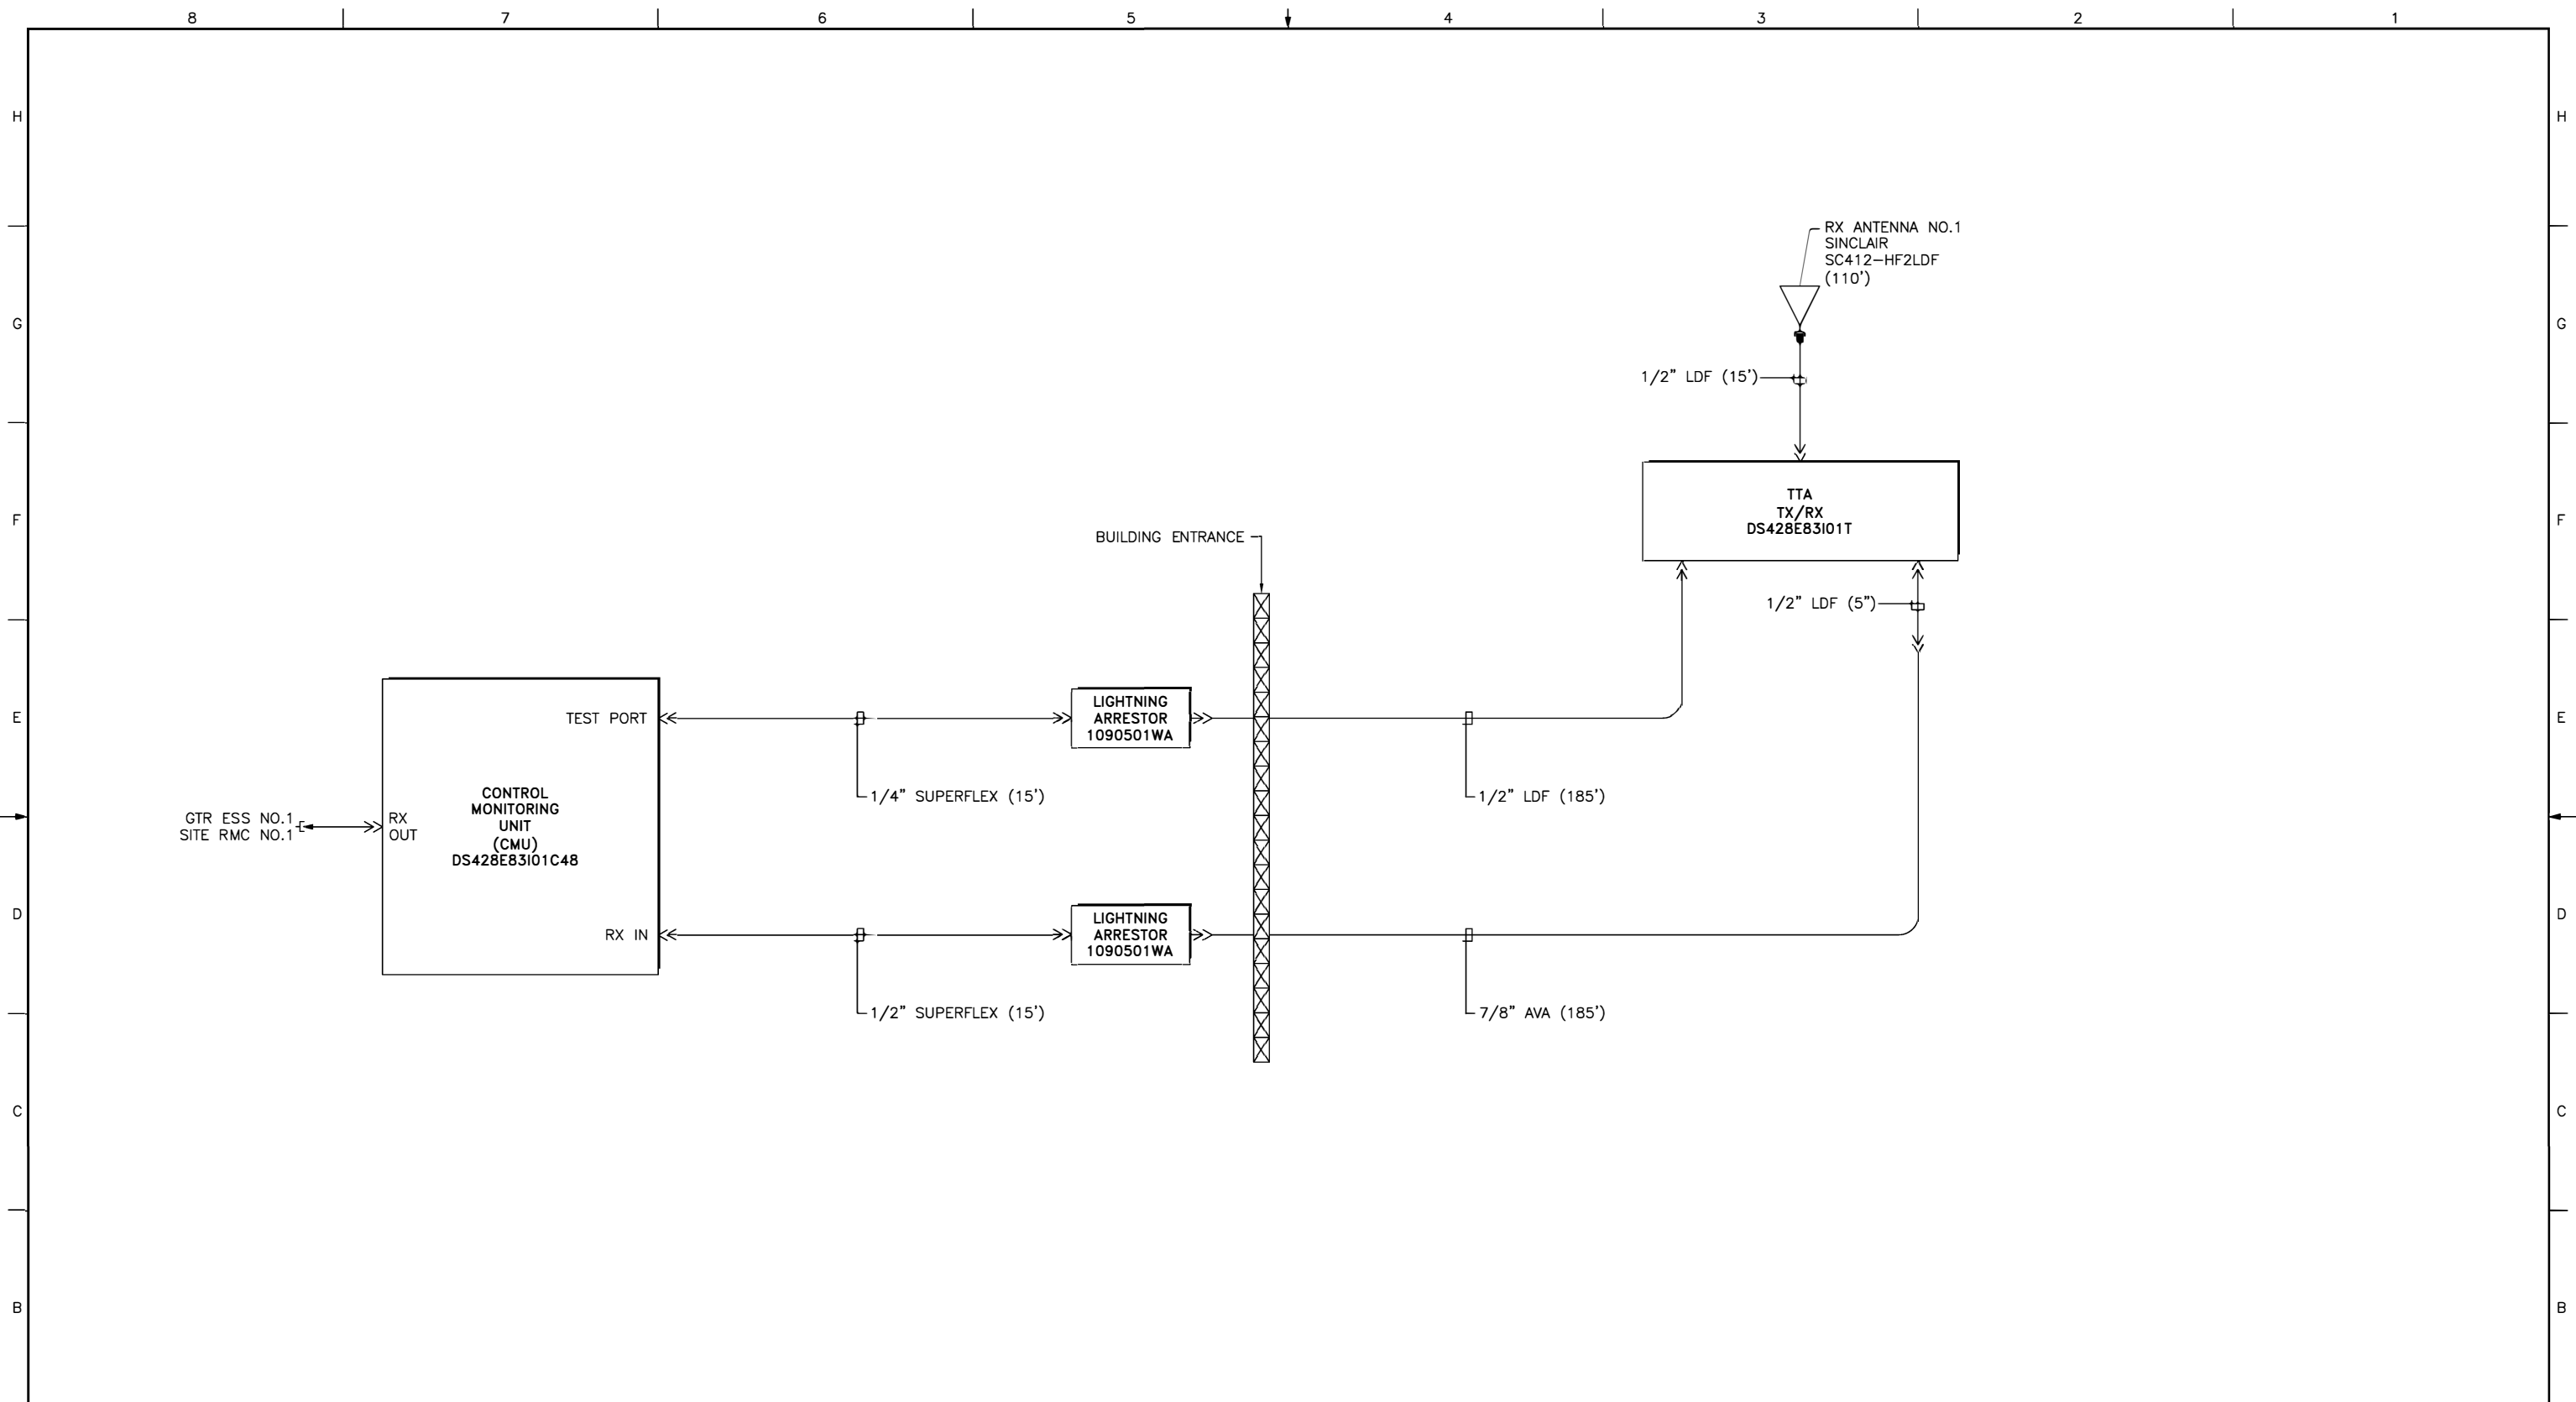 8 7 6 5 4 3 2 1
H H
RX ANTENNA NO.1
SINCLAIR
SC412-HF2LDF
(110')
G G
1/2" LDF (15')
TTA
TX/RX
DS428E83I01T
F F
BUILDING ENTRANCE
1/2" LDF (5")
LIGHTNING
ARRESTOR
1090501WA
TEST PORT
E E
1/4" SUPERFLEX (15')
1/2" LDF (185')
CONTROL
MONITORING
UNIT
(CMU)
DS428E83I01C48
GTR ESS NO.1
SITE RMC NO.1
RX
OUT
D D
LIGHTNING
ARRESTOR
1090501WA
RX IN
1/2" SUPERFLEX (15')
7/8" AVA (185')
C C
B B